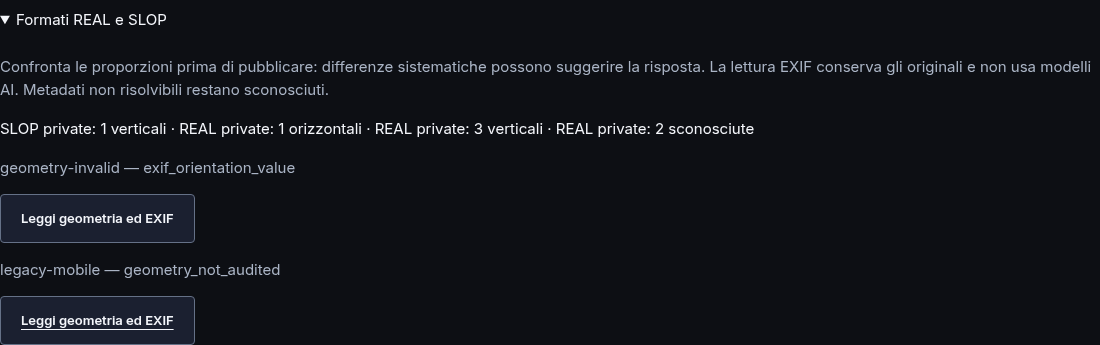 ▼ Formati REAL e SLOP
Confronta le proporzioni prima di pubblicare: differenze sistematiche possono suggerire la risposta. La lettura EXIF conserva gli originali e non usa modelli
AI. Metadati non risolvibili restano sconosciuti.
SLOP private: 1 verticali · REAL private: 1 orizzontali · REAL private: 3 verticali · REAL private: 2 sconosciute
geometry-invalid — exif_orientation_value
Leggi geometria ed EXIF
legacy-mobile — geometry_not_audited
Leggi geometria ed EXIF